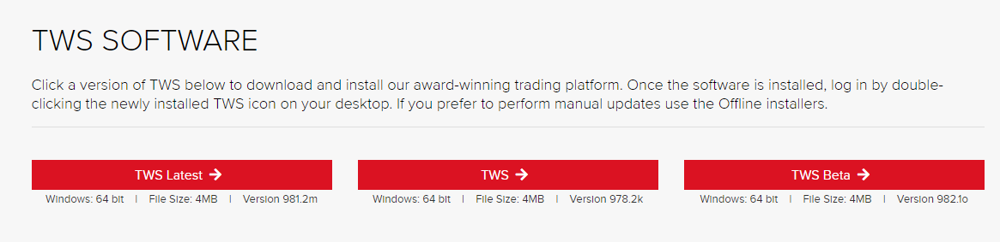 TWS SOFTWARE
Click a version of TWS below to download and install our award-winning trading platform. Once the software is installed, log in by double-
clicking the newly installed TWS icon on your desktop. If you prefer to perform manual updates use the Offline installers.
TWS Latest → TWS → TWS Beta →
Windows: 64 bit | File Size: 4MB | Version 981.2m Windows: 64 bit | File Size: 4MB | Version 978.2k Windows: 64 bit | File Size: 4MB | Version 982.1o